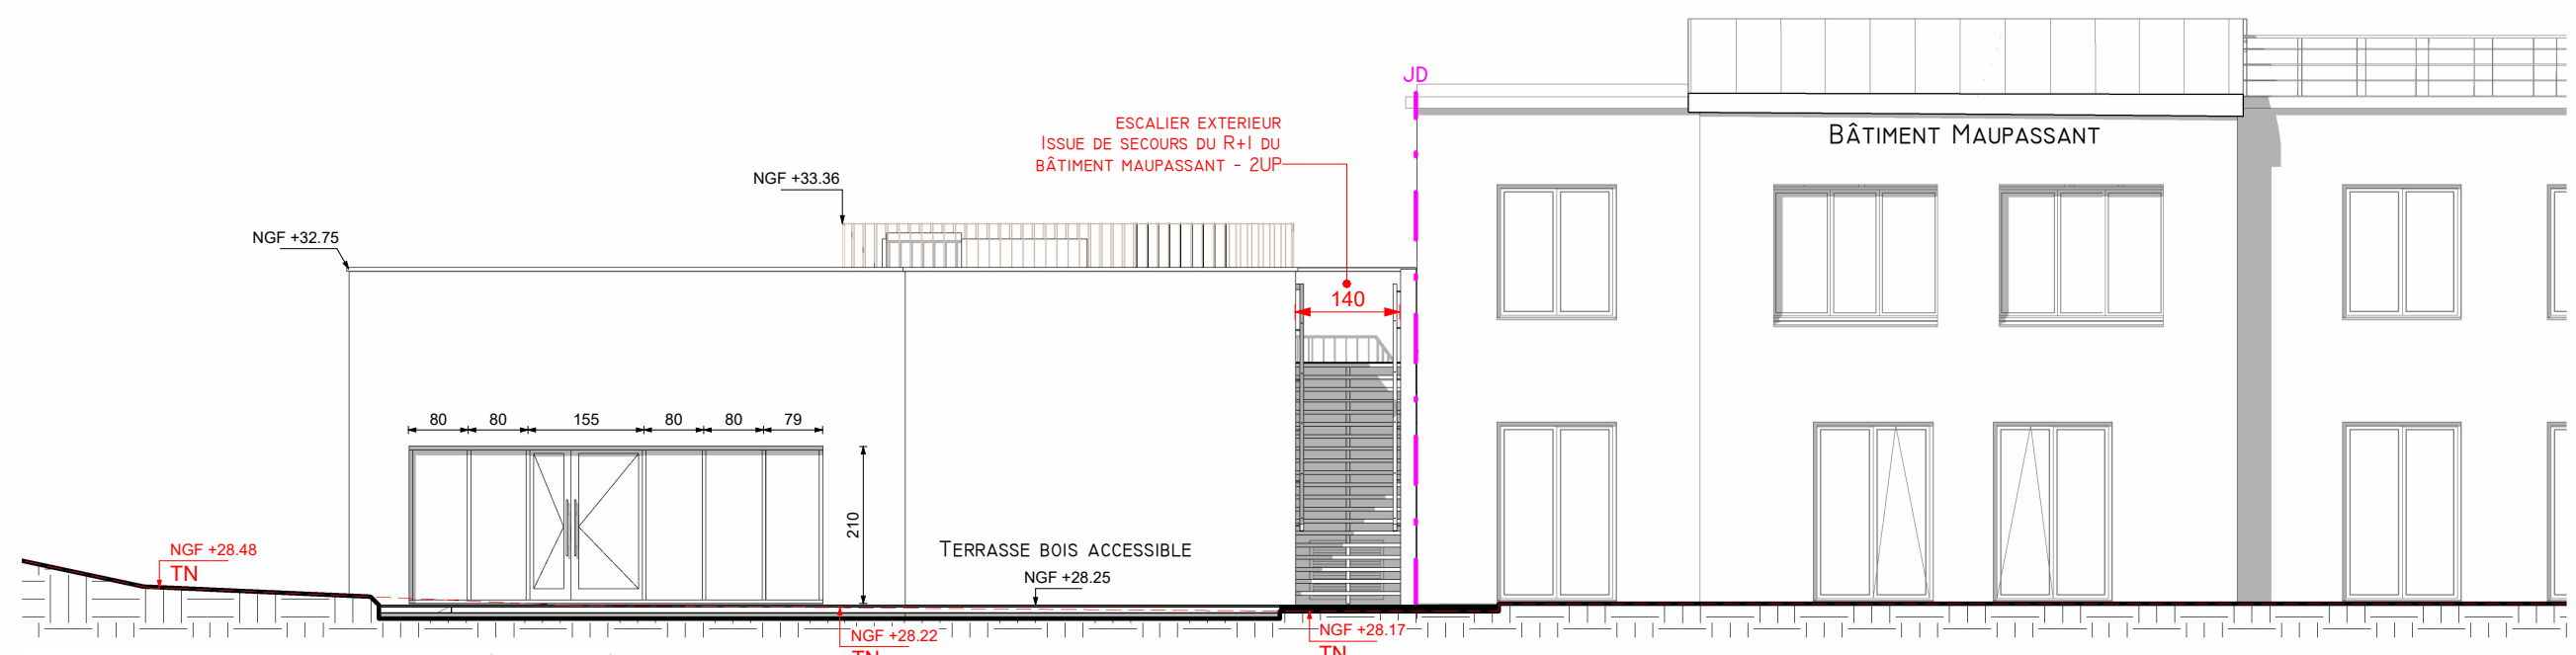 JD
ESCALIER EXTERIEUR
ISSUE DE SECOURS DU R+1 DU
BÂTIMENT MAUPASSANT - 2UP
BÂTIMENT MAUPASSANT
NGF +33.36
NGF +32.75
140
80 80 155 80 80 79
210
TERRASSE BOIS ACCESSIBLE
NGF +28.48
TN
NGF +28.25
NGF +28.22
TN
NGF +28.17
TN